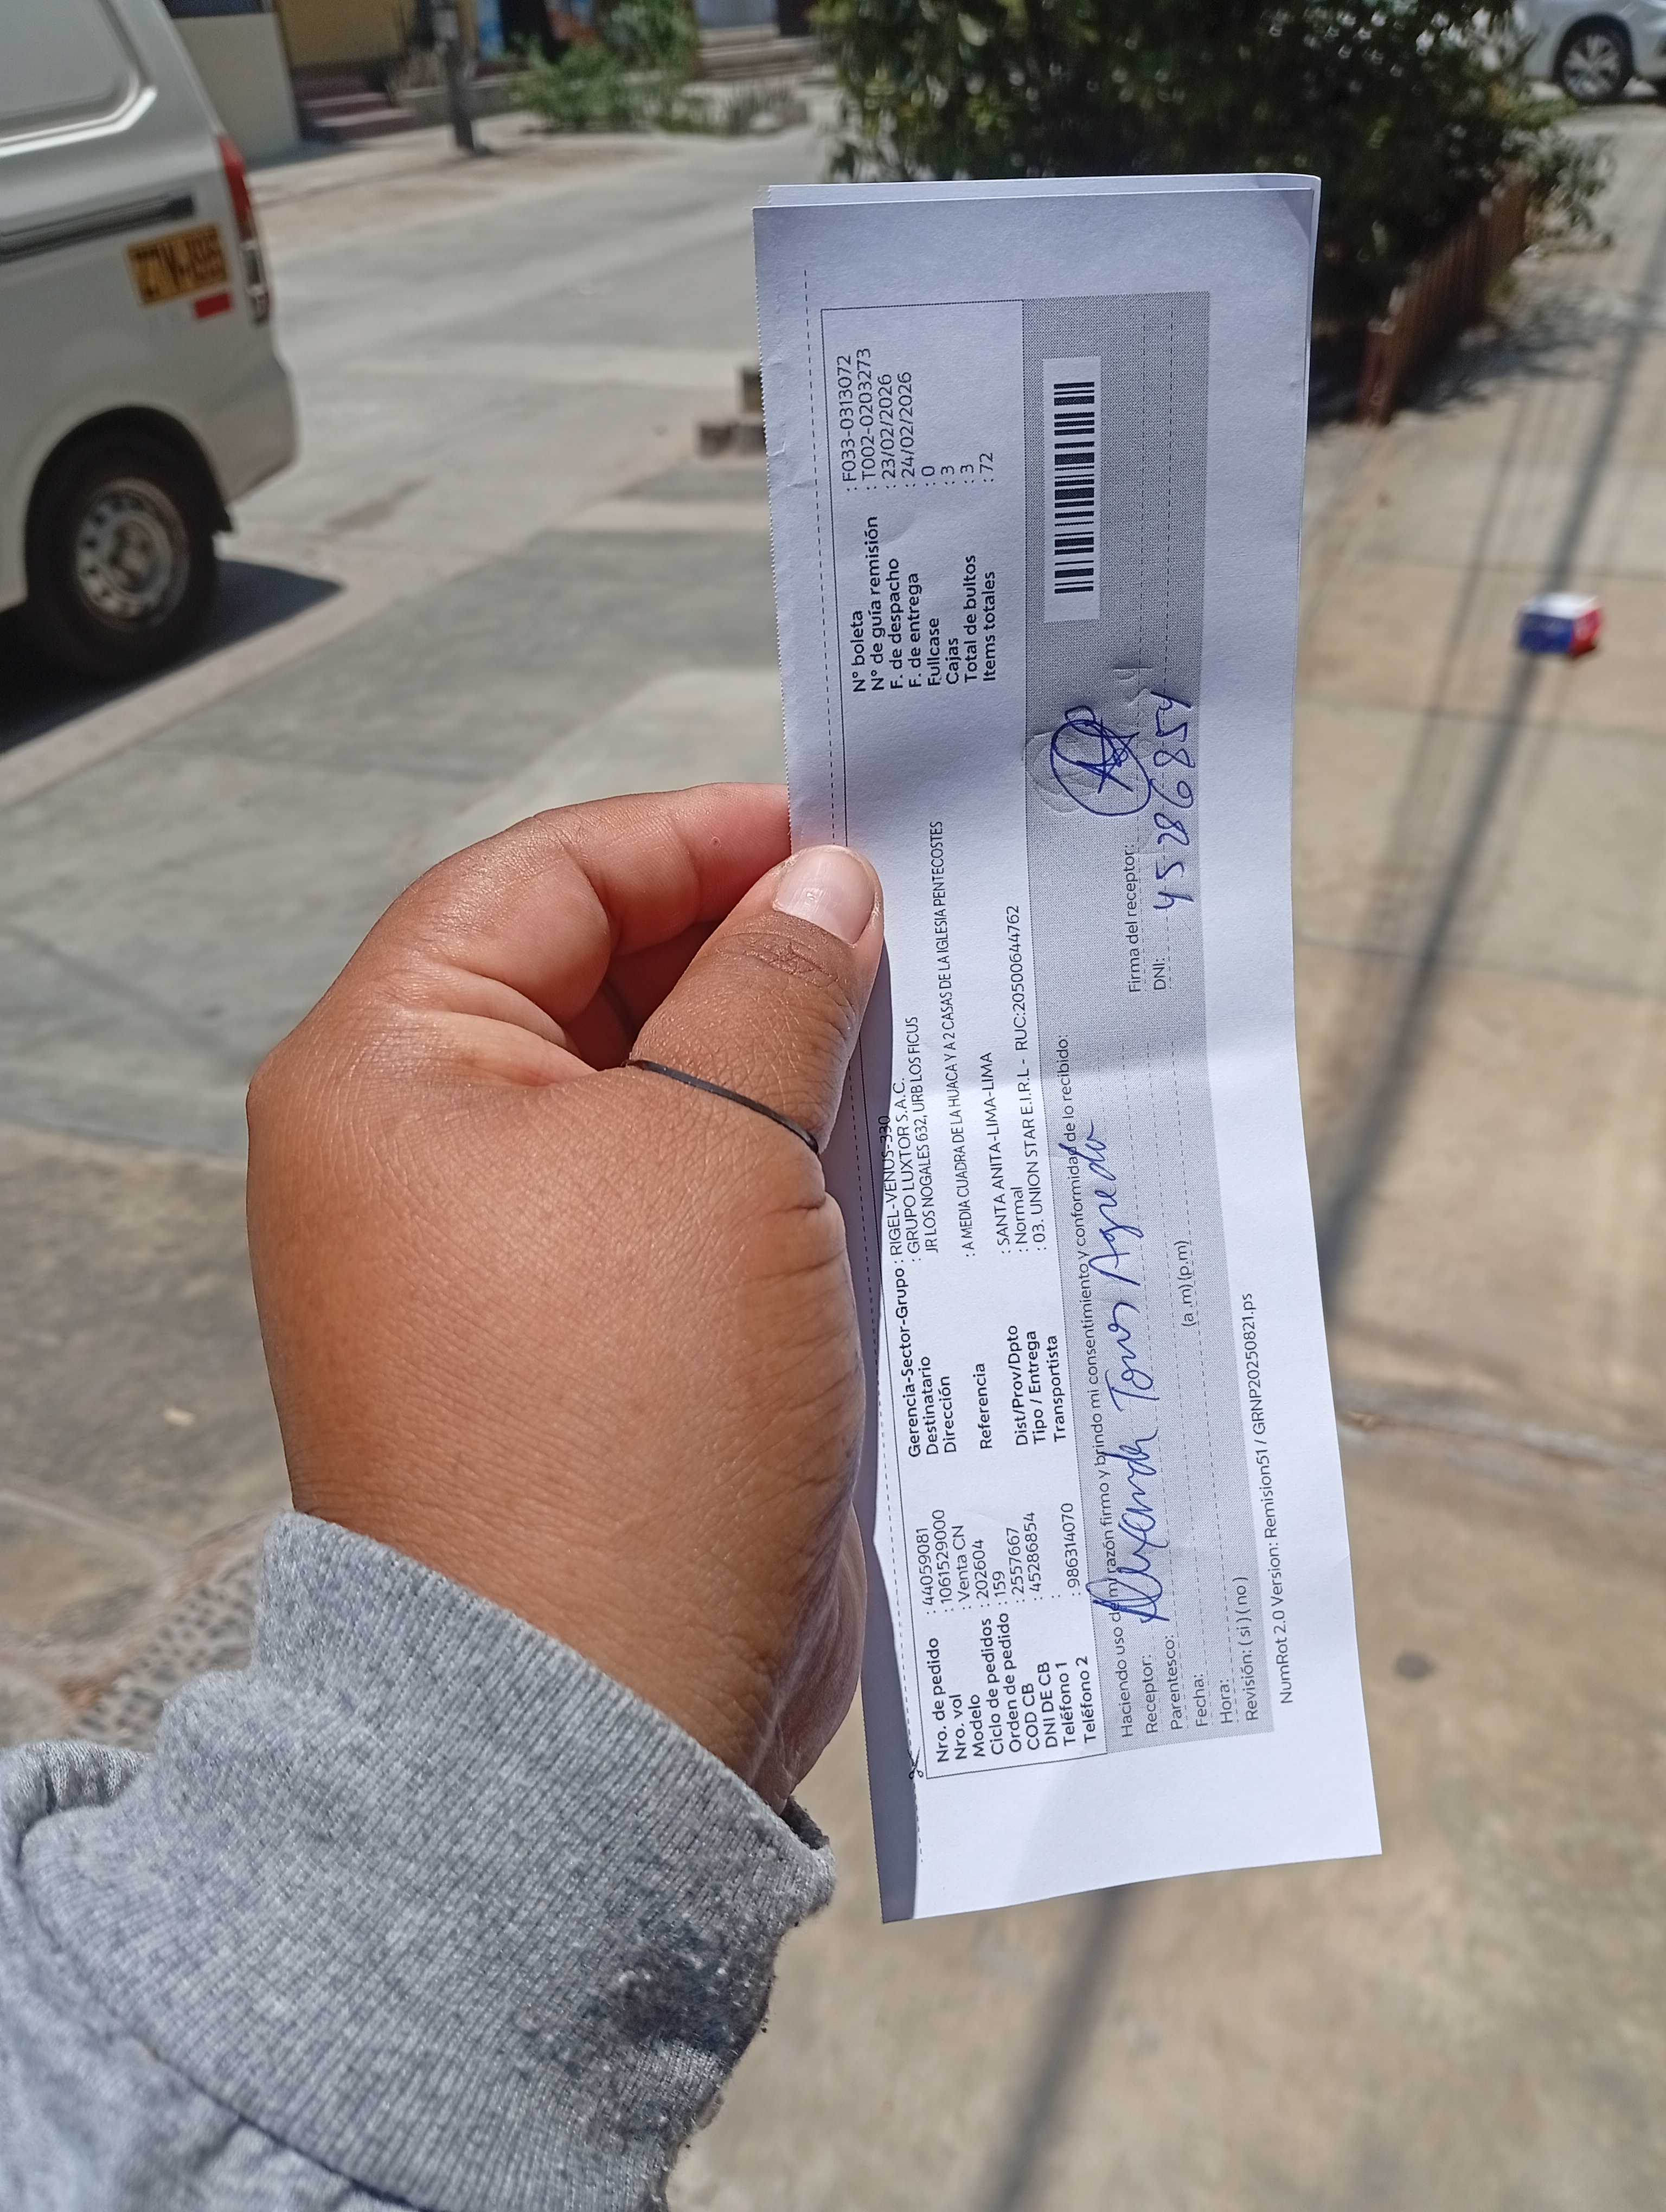 Nro. de pedido : 44059081
Nro. vol : 1061529000
Modelo : Venta CN
Ciclo de pedidos : 202604
Orden de pedido : 159
COD CB : 2557667
DNI DE CB : 45286854
Teléfono 1 :
Teléfono 2 : 986314070
Gerencia-Sector-Grupo : RIGEL-VENUS-330
Destinatario : GRUPO LUXTOR S.A.C.
Dirección JR LOS NOGALES 632, URB LOS FICUS
Referencia : A MEDIA CUADRA DE LA HUACA Y A 2 CASAS DE LA IGLESIA PENTECOSTES
Dist/Prov/Dpto : SANTA ANITA-LIMA-LIMA
Tipo / Entrega : Normal
Transportista : 03. UNION STAR E.I.R.L - RUC:20500644762
N° boleta : F033-0313072
N° de guía remisión : T002-0203273
F. de despacho : 23/02/2026
F. de entrega : 24/02/2026
Fullcase : 0
Cajas : 3
Total de bultos : 3
Items totales : 72
Haciendo uso de mi razón firmo y brindo mi consentimiento y conformidad de lo recibido:
Receptor:
Parentesco:
Fecha:
Hora: (a .m) (p.m)
Revisión: ( si ) ( no )
Firma del receptor:
DNI: 45286854
NumRot 2.0 Version: Remision51 / GRNP20250821.ps